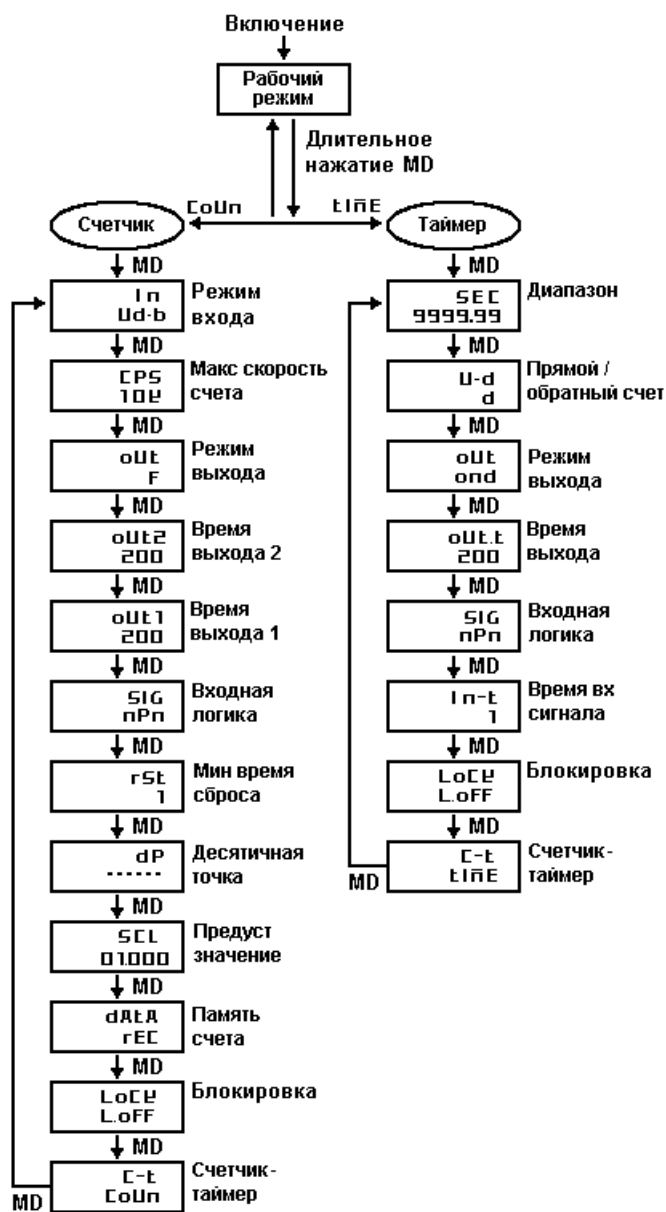 Включение
Рабочий
режим
Длительное
нажатие MD
CoUn
tIñE
Счетчик
MD
In
Ud-b
Режим
входа
MD
CPS
10K
Макс скорость
счета
MD
oUt
F
Режим
выхода
MD
oUt2
200
Время
выхода 2
MD
oUt1
200
Время
выхода 1
MD
SIG
nPn
Входная
логика
MD
rSt
1
Мин время
сброса
MD
dP
------
Десятичная
точка
MD
SCL
01.000
Предуст
значение
MD
dAtA
rEC
Память
счета
MD
LoCK
L.oFF
Блокировка
MD
C-t
CoUn
Счетчик-
таймер
MD
Таймер
MD
SEC
9999.99
Диапазон
MD
U-d
d
Прямой /
обратный счет
MD
oUt
ond
Режим
выхода
MD
oUt.t
200
Время
выхода
MD
SIG
nPn
Входная
логика
MD
In-t
1
Время вх
сигнала
MD
LoCK
L.oFF
Блокировка
MD
C-t
tIñE
Счетчик-
таймер
MD